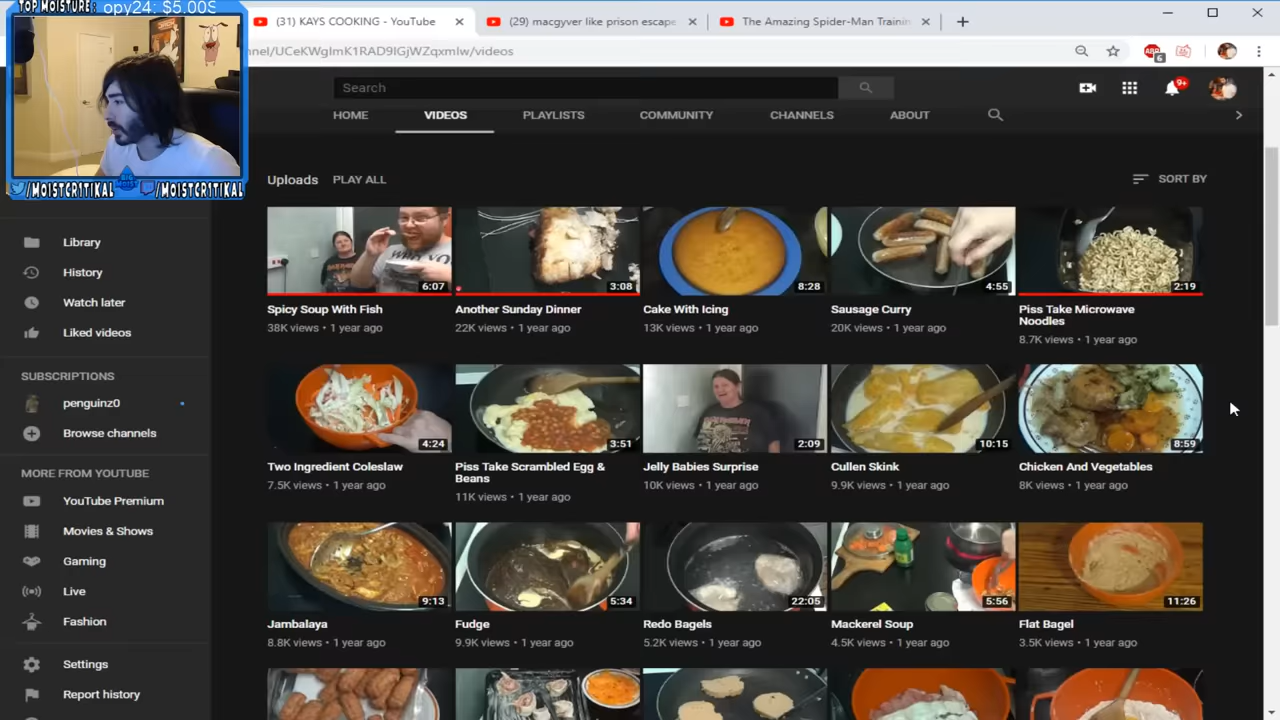 TOP MOISTURE: opy24: $5.00S
(31) KAYS COOKING - YouTube
(29) macgyver like prison escape
The Amazing Spider-Man Trainin
nnel/UCeKWgImK1RAD9IGjWZqxmlw/videos
6
Search
9+
HOME
VIDEOS
PLAYLISTS
COMMUNITY
CHANNELS
ABOUT
/MOISTCR1TIKAL
BIG MOIST
/MOISTCR1TIKAL
Uploads
PLAY ALL
SORT BY
Library
History
Watch later
Liked videos
SUBSCRIPTIONS
penguinz0
Browse channels
MORE FROM YOUTUBE
YouTube Premium
Movies & Shows
Gaming
Live
Fashion
Settings
Report history
6:07
3:08
8:28
4:55
2:19
Spicy Soup With Fish
38K views • 1 year ago
Another Sunday Dinner
22K views • 1 year ago
Cake With Icing
13K views • 1 year ago
Sausage Curry
20K views • 1 year ago
Piss Take Microwave
Noodles
8.7K views • 1 year ago
4:24
3:51
2:09
10:15
8:59
Two Ingredient Coleslaw
7.5K views • 1 year ago
Piss Take Scrambled Egg &
Beans
11K views • 1 year ago
Jelly Babies Surprise
10K views • 1 year ago
Cullen Skink
9.9K views • 1 year ago
Chicken And Vegetables
8K views • 1 year ago
9:13
5:34
22:05
5:56
11:26
Jambalaya
8.8K views • 1 year ago
Fudge
9.9K views • 1 year ago
Redo Bagels
5.2K views • 1 year ago
Mackerel Soup
4.5K views • 1 year ago
Flat Bagel
3.5K views • 1 year ago